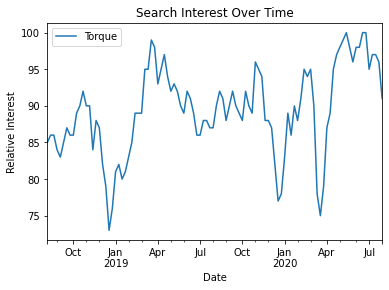 Search Interest Over Time
Torque
Relative Interest
100
95
90
85
80
75
Oct
Jan
2019
Apr
Jul
Oct
Jan
2020
Apr
Jul
Date